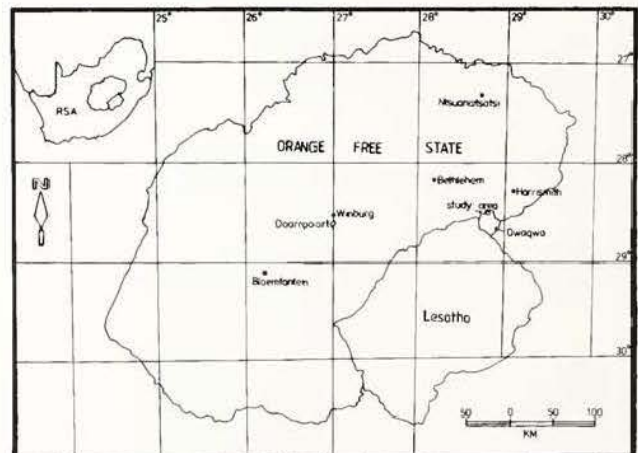 25°
26°
27°
28°
29°
30°
RSA
27°
Ntsuanatsatsi
ORANGE FREE STATE
28°
Bethlehem
Harrismith
study area
N
Winburg
Doornpoort
Qwaqwa
29°
Bloemfontein
Lesotho
30°
50 0 50 100
KM